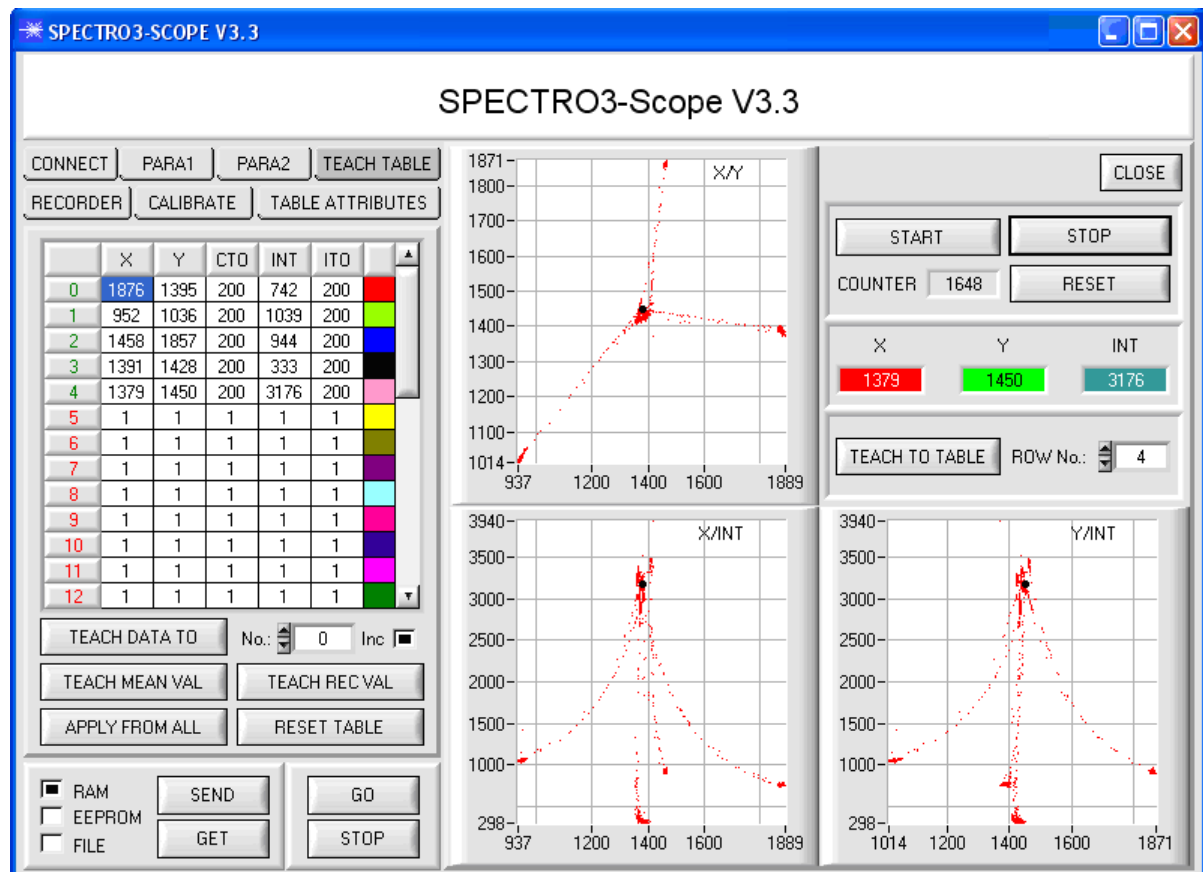 SPECTRO3-SCOPE V3.3
SPECTRO3-Scope V3.3
CONNECT PARA1 PARA2 TEACH TABLE
RECORDER CALIBRATE TABLE ATTRIBUTES
X Y CTO INT ITO
0 1876 1395 200 742 200
1 952 1036 200 1039 200
2 1458 1857 200 944 200
3 1391 1428 200 333 200
4 1379 1450 200 3176 200
5 1 1 1 1 1
6 1 1 1 1 1
7 1 1 1 1 1
8 1 1 1 1 1
9 1 1 1 1 1
10 1 1 1 1 1
11 1 1 1 1 1
12 1 1 1 1 1
TEACH DATA TO No.: 0 Inc
TEACH MEAN VAL TEACH REC VAL
APPLY FROM ALL RESET TABLE
RAM
EEPROM
FILE
SEND
GET
GO
STOP
X/Y
1871
1800
1700
1600
1500
1400
1300
1200
1100
1014
937 1200 1400 1600 1889
CLOSE
START STOP
COUNTER 1648 RESET
X Y INT
1379 1450 3176
TEACH TO TABLE ROW No.: 4
X/INT
3940
3500
3000
2500
2000
1500
1000
298
937 1200 1400 1600 1889
Y/INT
3940
3500
3000
2500
2000
1500
1000
298
1014 1200 1400 1600 1871